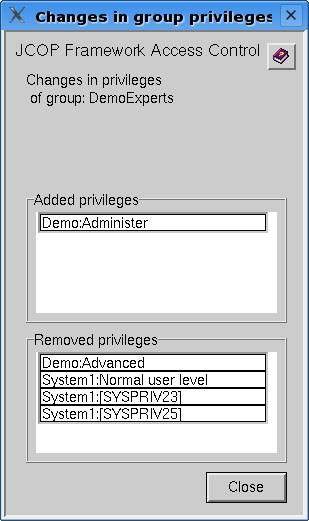 Changes in group privileges
JCOP Framework Access Control
Changes in privileges
of group: DemoExperts
Added privileges
Demo:Administer
Removed privileges
Demo:Advanced
System1:Normal user level
System1:[SYSPRIV23]
System1:[SYSPRIV25]
Close